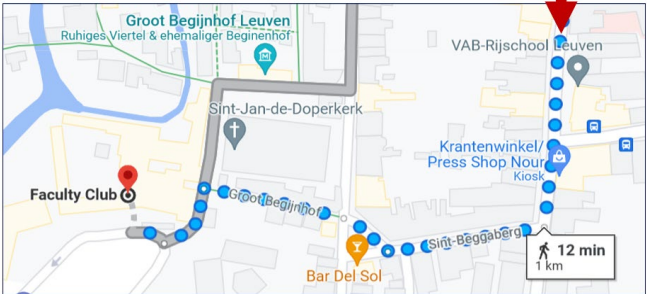 Groot Begijnhof Leuven
Ruhiges Viertel & ehemaliger Beginenhof
VAB-Rijschool Leuven
Sint-Jan-de-Doperkerk
Krantenwinkel/
Press Shop Nour
Kiosk
Faculty Club
Groot Begijnhof
Sint-Beggaberg
12 min
1 km
Bar Del Sol